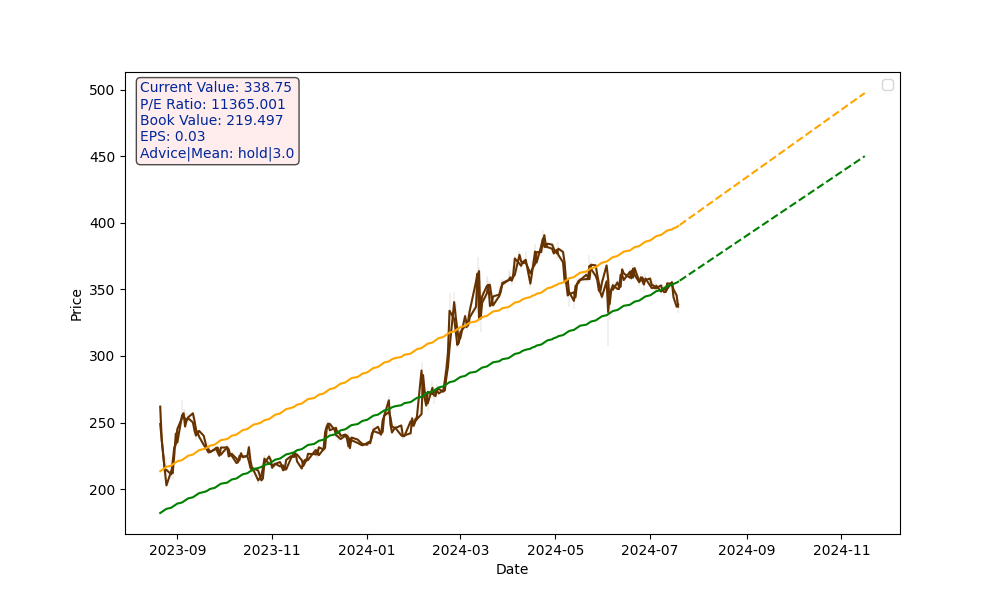 Current Value: 338.75
P/E Ratio: 11365.001
Book Value: 219.497
EPS: 0.03
Advice|Mean: hold|3.0
500
450
400
350
300
250
200
Price
2023-09 2023-11 2024-01 2024-03 2024-05 2024-07 2024-09 2024-11
Date